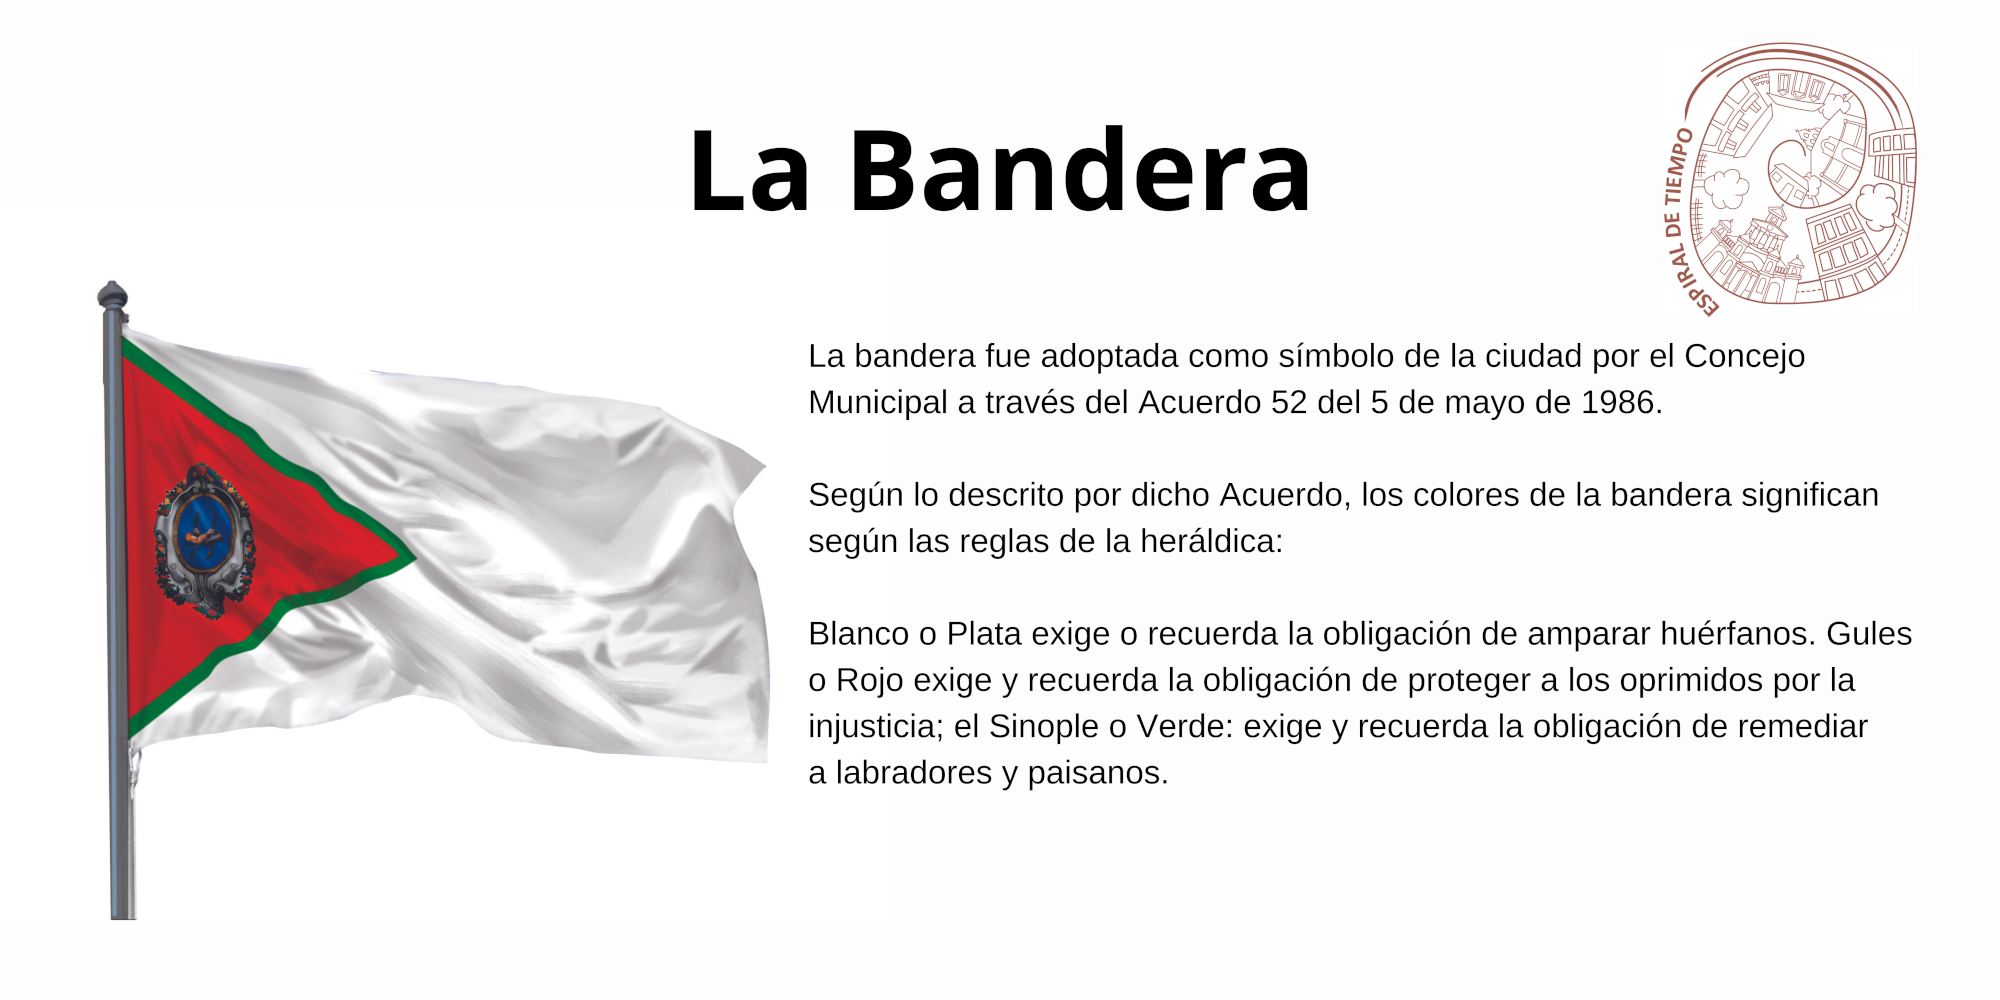 La Bandera
ESPIRAL DE TIEMPO
La bandera fue adoptada como símbolo de la ciudad por el Concejo
Municipal a través del Acuerdo 52 del 5 de mayo de 1986.
Según lo descrito por dicho Acuerdo, los colores de la bandera significan
según las reglas de la heráldica:
Blanco o Plata exige o recuerda la obligación de amparar huérfanos. Gules
o Rojo exige y recuerda la obligación de proteger a los oprimidos por la
injusticia; el Sinople o Verde: exige y recuerda la obligación de remediar
a labradores y paisanos.